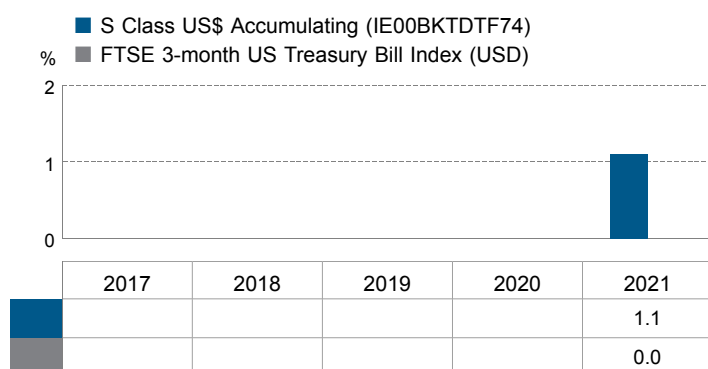 S Class US$ Accumulating (IE00BKTDTF74)
% FTSE 3-month US Treasury Bill Index (USD)
2
1
0
2017 2018 2019 2020 2021
1.1
0.0